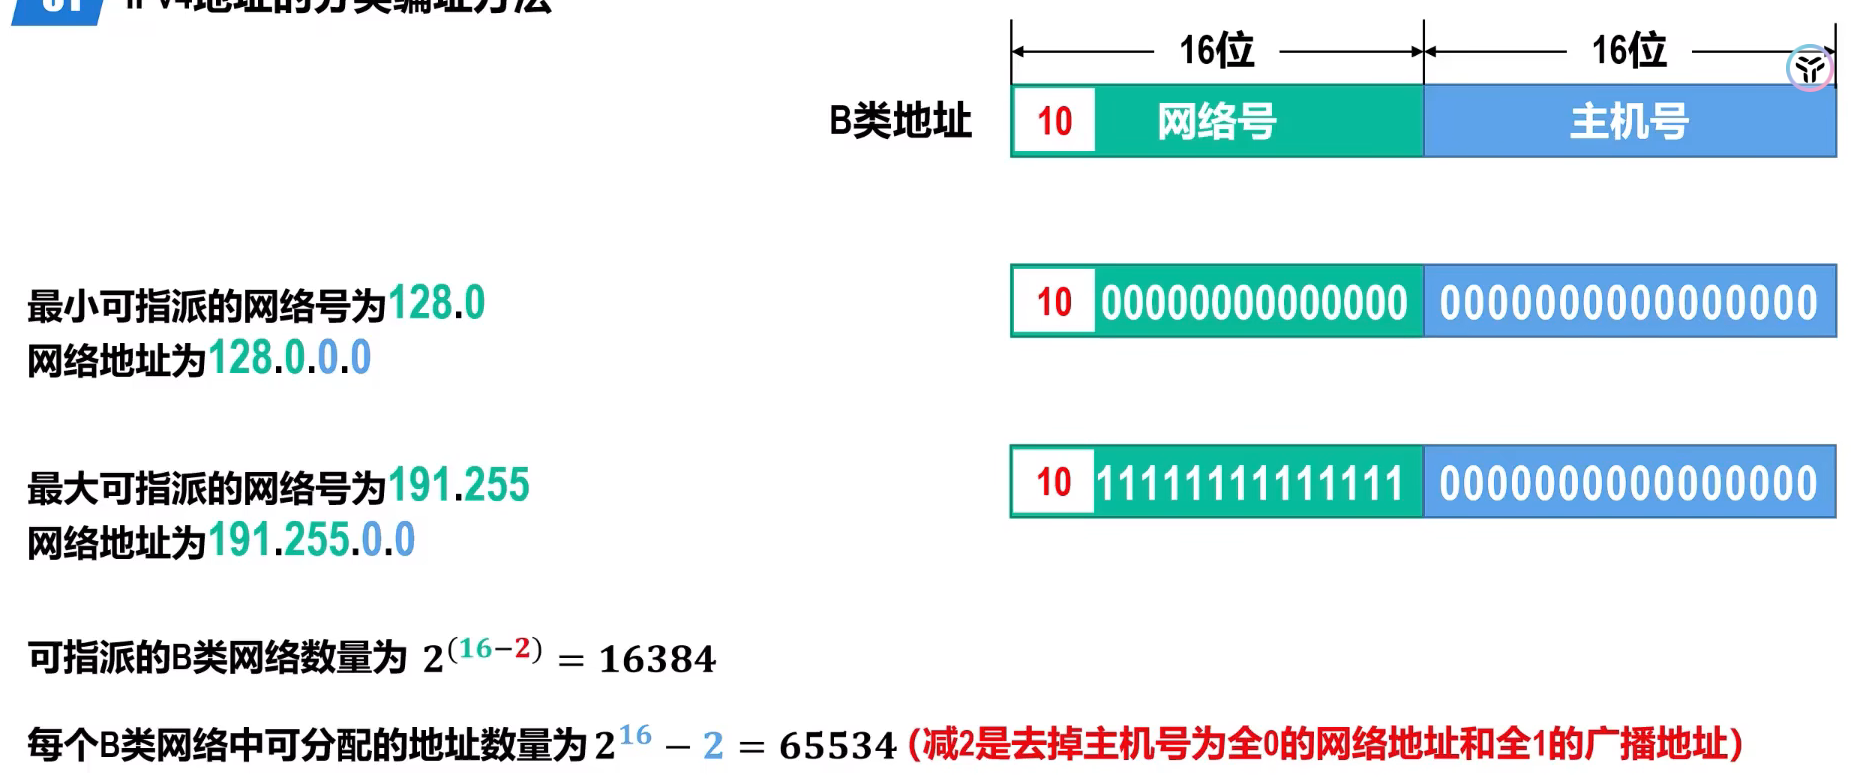 01 IPv4地址的分类编址方法
16位 16位
B类地址 10 网络号 主机号
最小可指派的网络号为128.0
网络地址为128.0.0.0
10 00000000000000 0000000000000000
最大可指派的网络号为191.255
网络地址为191.255.0.0
10 11111111111111 0000000000000000
可指派的B类网络数量为 2^(16−2) = 16384
每个B类网络中可分配的地址数量为 2^16 − 2 = 65534 (减2是去掉主机号为全0的网络地址和全1的广播地址)